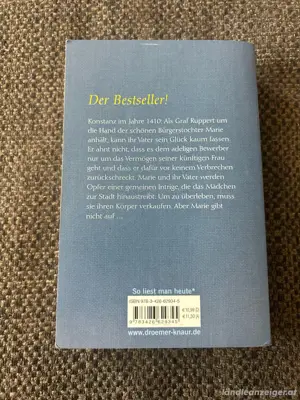 Der Bestseller!
Konstanz im Jahre 1410: Als Graf Ruppert um
die Hand der schönen Bürgerstochter Marie
anhält, kann ihr Vater sein Glück kaum fassen.
Er ahnt nicht, dass es dem adeligen Bewerber
nur um das Vermögen seiner künftigen Frau
geht und dass er dafür vor keinem Verbrechen
zurückschreckt. Marie und ihr Vater werden
Opfer einer gemeinen Intrige, die das Mädchen
zur Stadt hinaustreibt. Um zu überleben, muss
sie ihren Körper verkaufen. Aber Marie gibt
nicht auf ...
So liest man heute*
www.droemer-knaur.de
laendleanzeiger.at